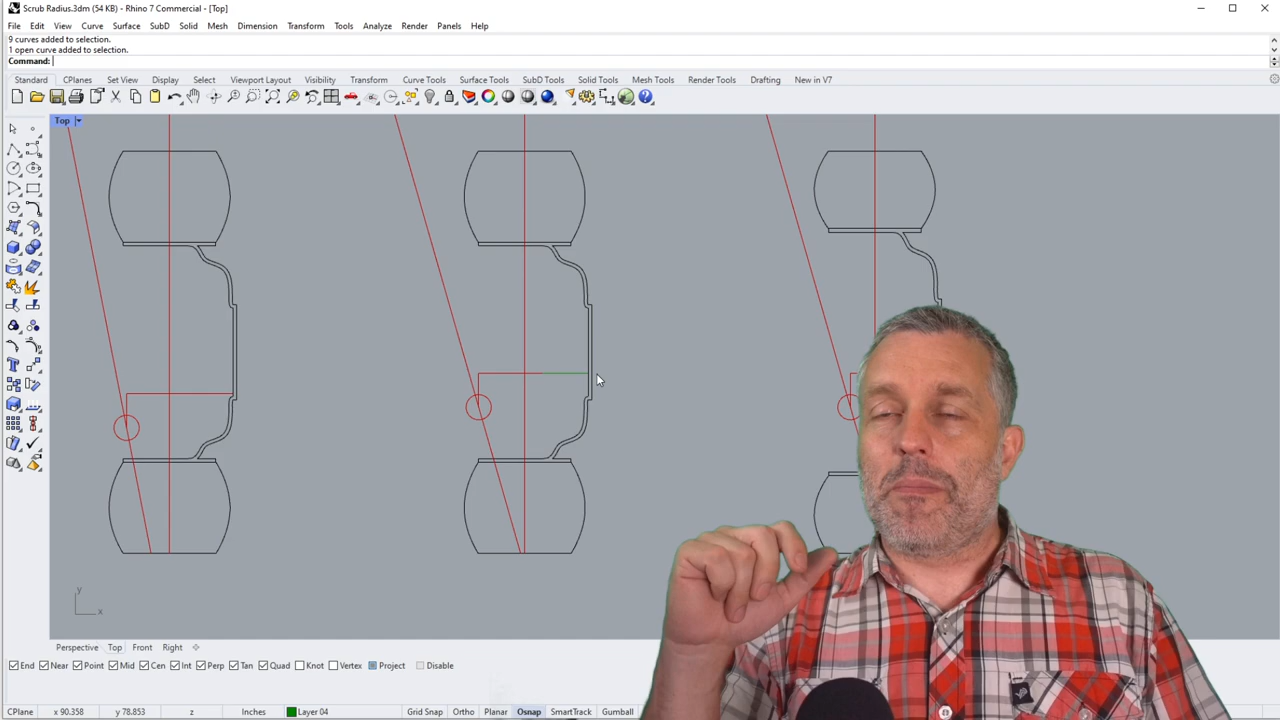 Scrub Radius.3dm (54 KB) - Rhino 7 Commercial - [Top]
File Edit View Curve Surface SubD Solid Mesh Dimension Transform Tools Analyze Render Panels Help
9 curves added to selection.
1 open curve added to selection.
Command:
Standard CPlanes Set View Display Select Viewport Layout Visibility Transform Curve Tools Surface Tools SubD Tools Solid Tools Mesh Tools Render Tools Drafting New in V7
Top
y
x
Perspective Top Front Right
End Near Point Mid Cen Int Perp Tan Quad Knot Vertex Project Disable
CPlane x 90.358 y 78.853 z Inches Layer 04 Grid Snap Ortho Planar Osnap SmartTrack Gumball